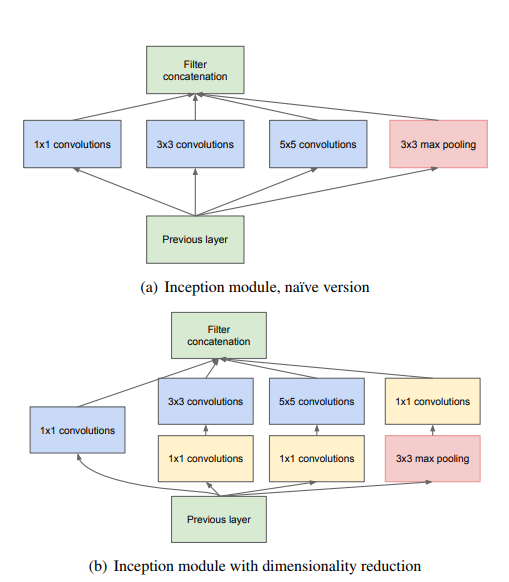 Filter
concatenation
1x1 convolutions
3x3 convolutions
5x5 convolutions
3x3 max pooling
Previous layer
(a) Inception module, naïve version
Filter
concatenation
3x3 convolutions
5x5 convolutions
1x1 convolutions
1x1 convolutions
1x1 convolutions
1x1 convolutions
3x3 max pooling
Previous layer
(b) Inception module with dimensionality reduction